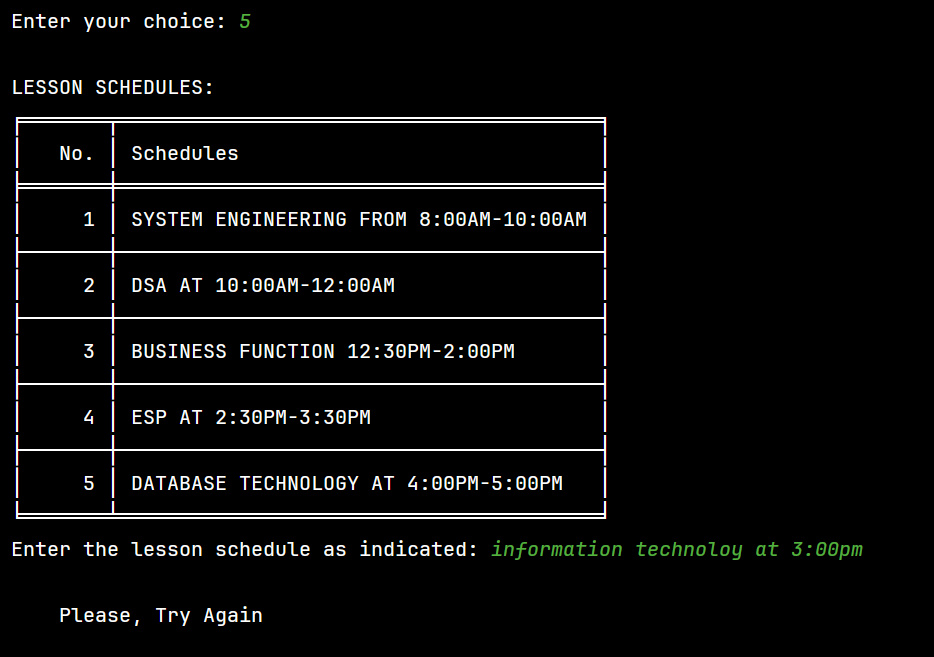 Enter your choice: 5
LESSON SCHEDULES:
No. Schedules
1 SYSTEM ENGINEERING FROM 8:00AM-10:00AM
2 DSA AT 10:00AM-12:00AM
3 BUSINESS FUNCTION 12:30PM-2:00PM
4 ESP AT 2:30PM-3:30PM
5 DATABASE TECHNOLOGY AT 4:00PM-5:00PM
Enter the lesson schedule as indicated: information technoloy at 3:00pm
Please, Try Again